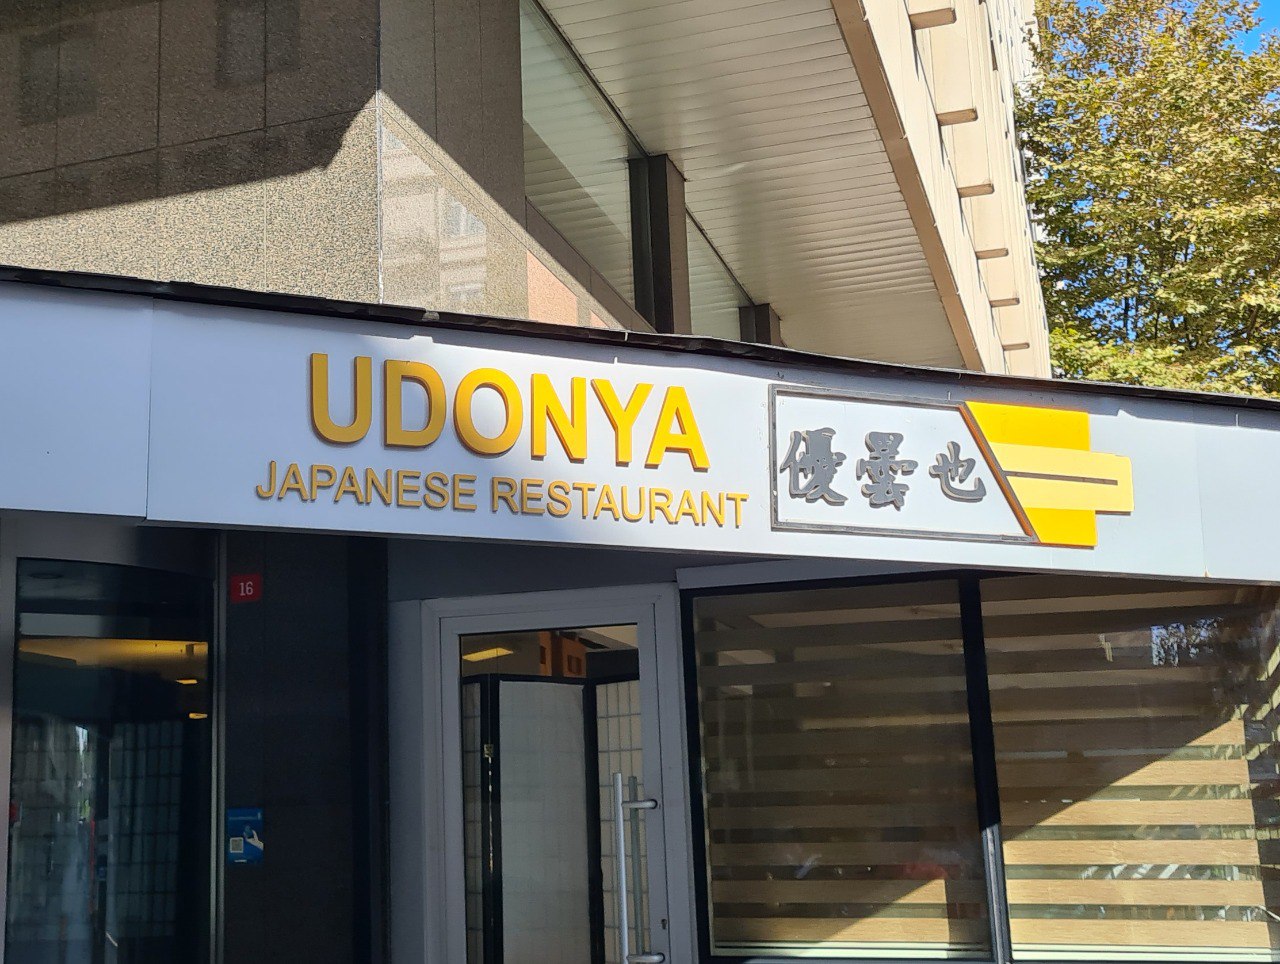 UDONYA
JAPANESE RESTAURANT
優曇也
16